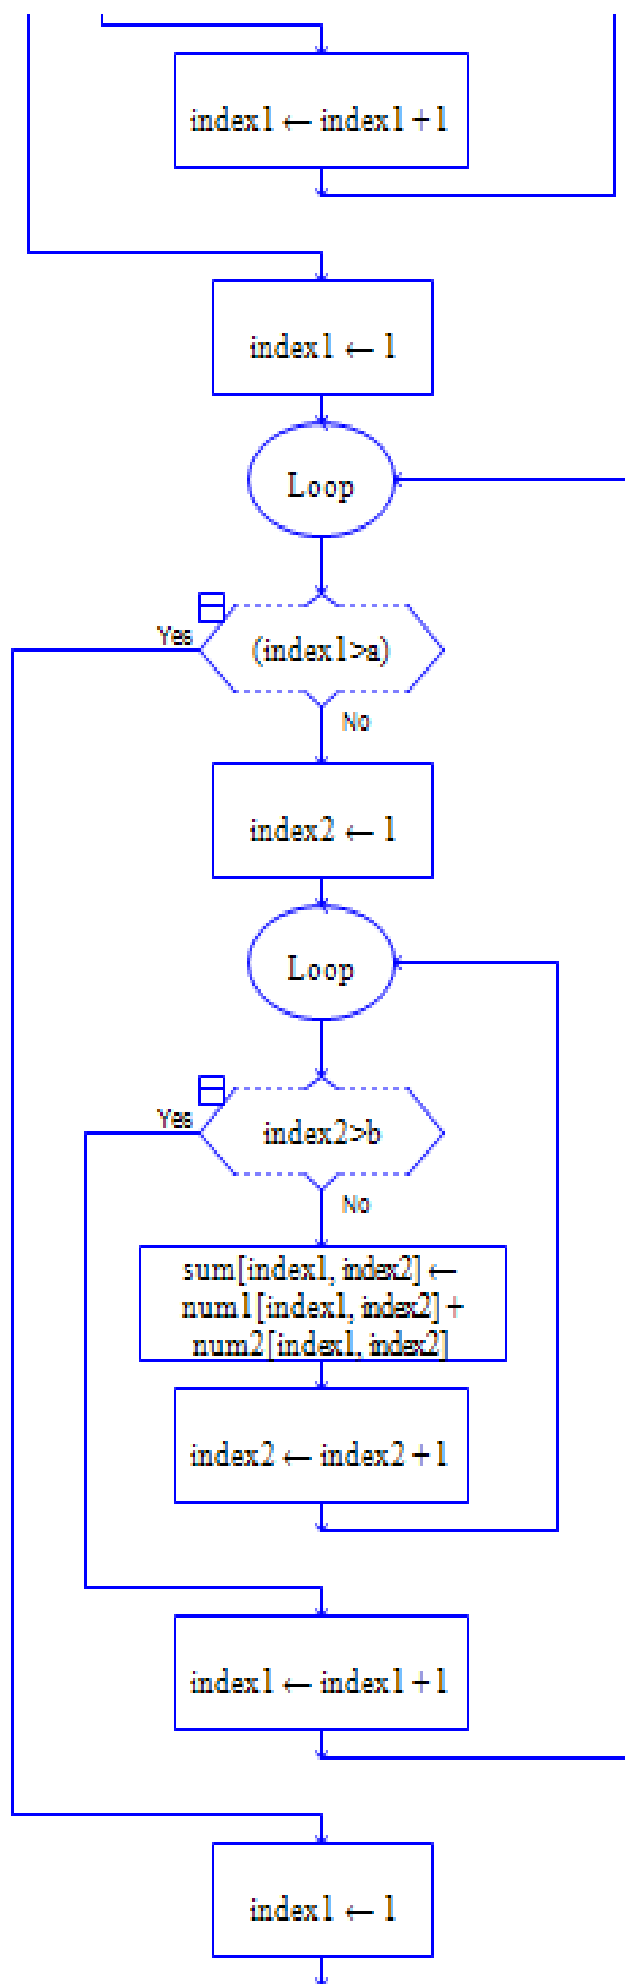 index1 ← index1 + 1
index1 ← 1
Loop
Yes
(index1>a)
No
index2 ← 1
Loop
Yes
index2>b
No
sum[index1, index2] ←
num1[index1, index2] +
num2[index1, index2]
index2 ← index2 + 1
index1 ← index1 + 1
index1 ← 1